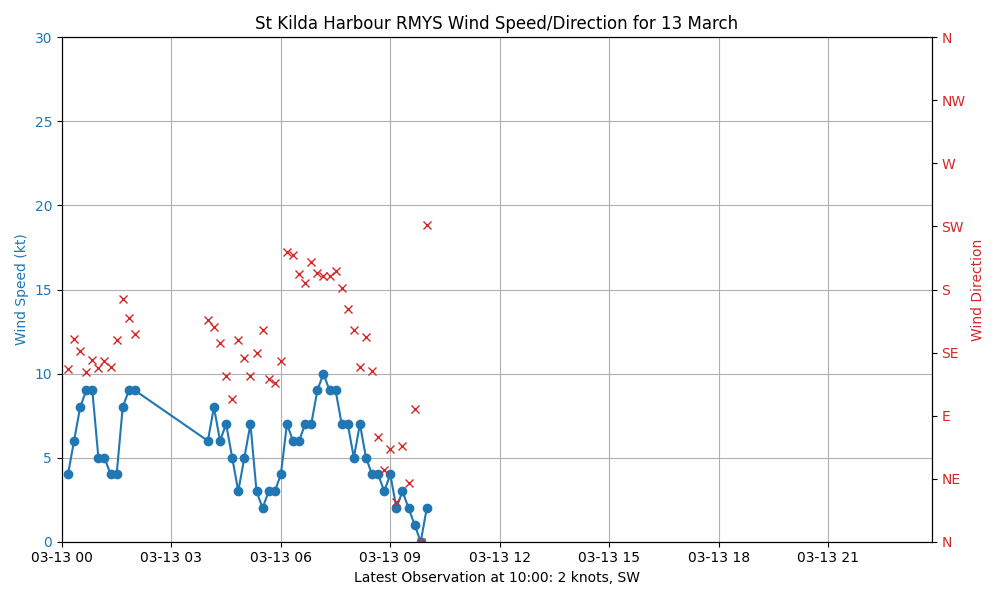 St Kilda Harbour RMYS Wind Speed/Direction for 13 March
30
25
20
15
10
5
0
Wind Speed (kt)
N
NW
W
SW
S
SE
E
NE
N
Wind Direction
03-13 00
03-13 03
03-13 06
03-13 09
03-13 12
03-13 15
03-13 18
03-13 21
Latest Observation at 10:00: 2 knots, SW